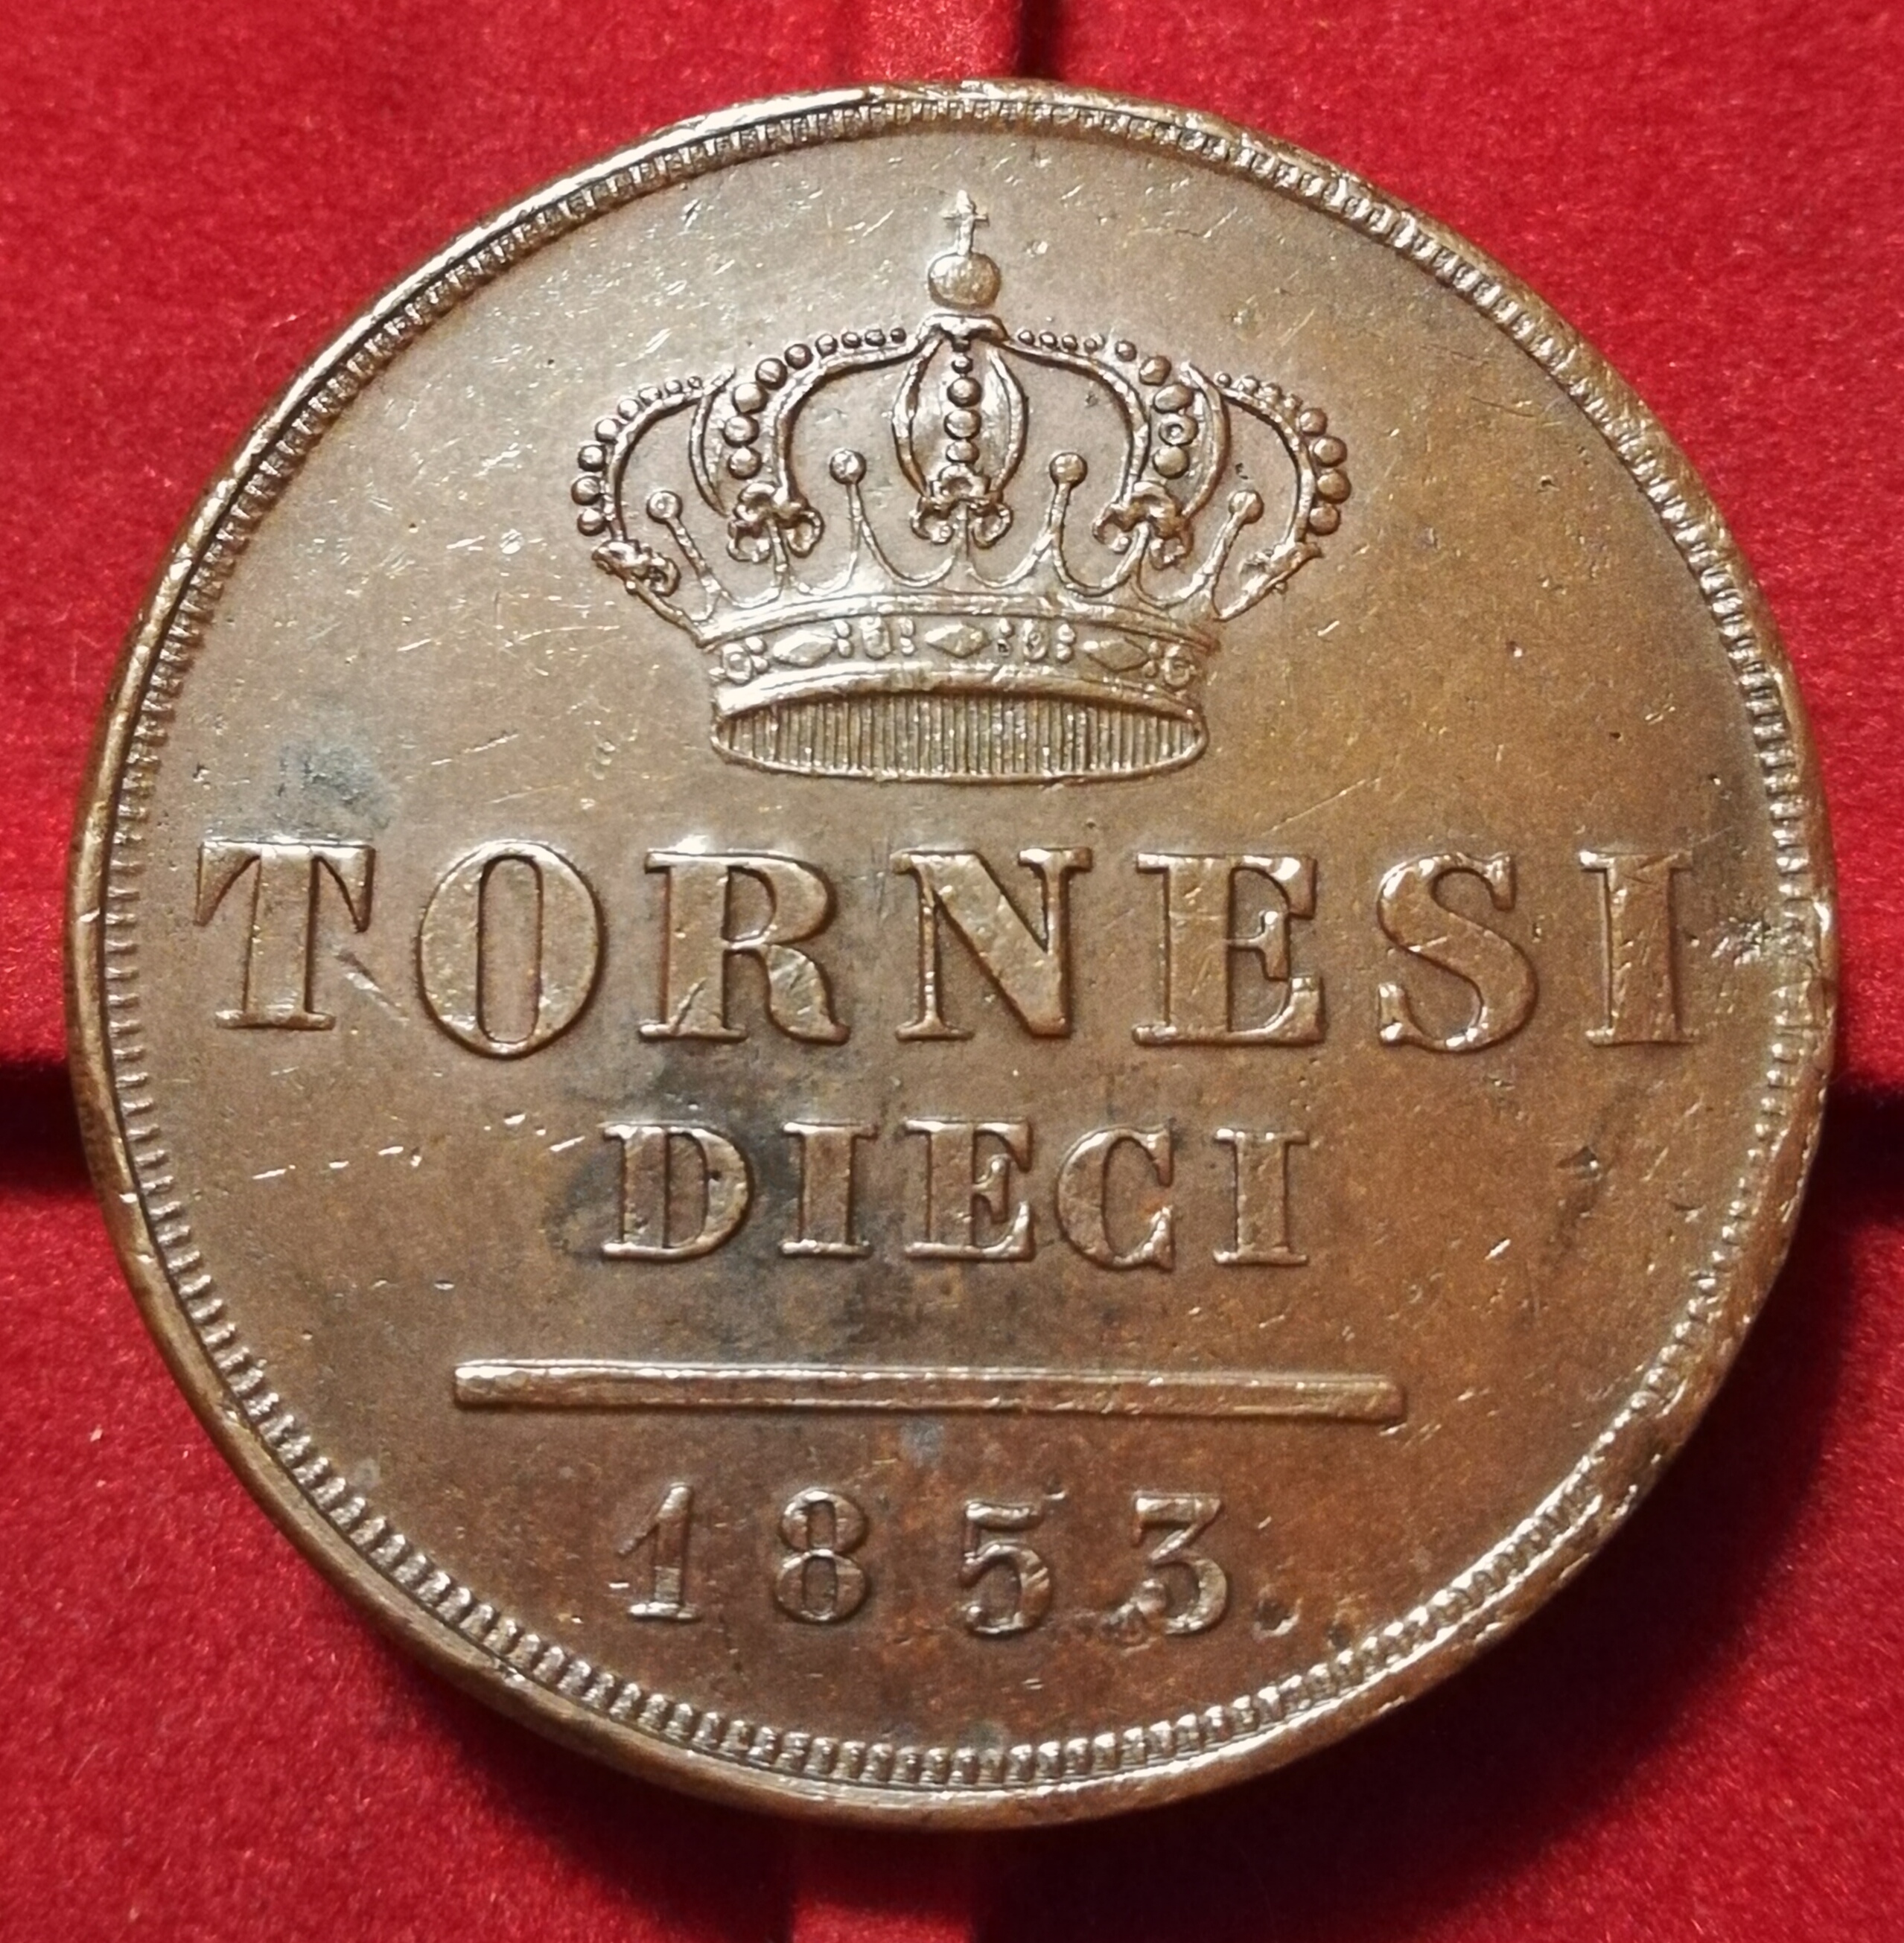 TORNESI
DIECI
1853.